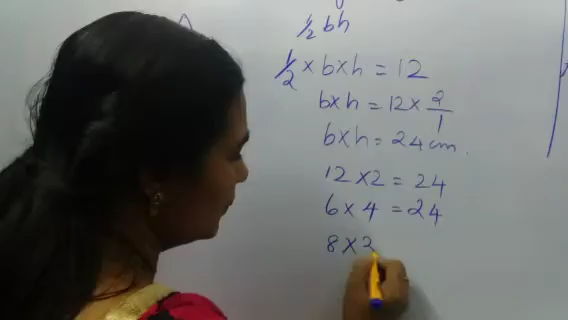 ½ bh
½ × b × h = 12
b × h = 12 × 2/1
b × h = 24 cm.
12 × 2 = 24
6 × 4 = 24
8 × 3